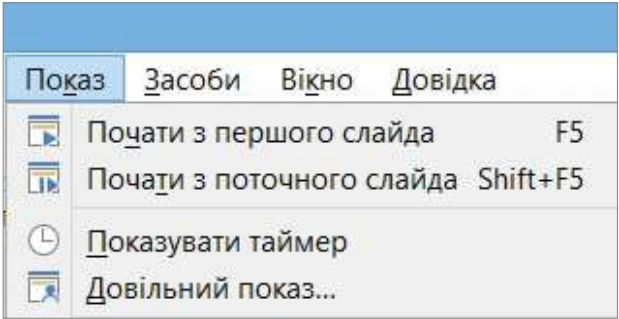 Показ Засоби Вікно Довідка
Почати з першого слайда F5
Почати з поточного слайда Shift+F5
Показувати таймер
Довільний показ...